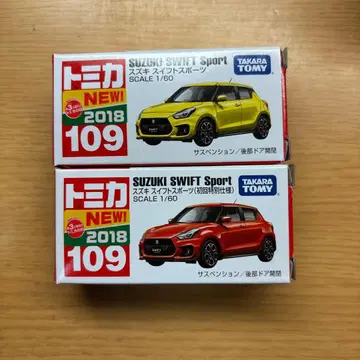 トミカ
NEW!
2018
109
SUZUKI SWIFT Sport
スズキ スイフトスポーツ
SCALE 1/60
TAKARA TOMY
サスペンション/後部ドア開閉
トミカ
NEW!
2018
109
SUZUKI SWIFT Sport
スズキ スイフトスポーツ(初回特別仕様)
SCALE 1/60
TAKARA TOMY
サスペンション/後部ドア開閉